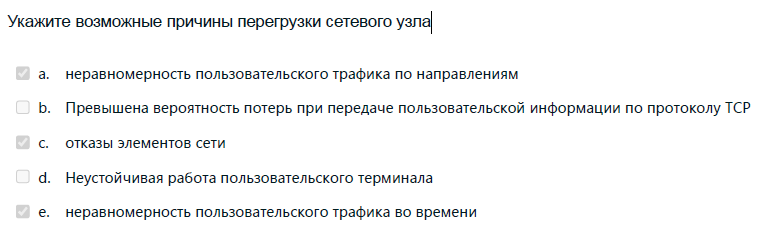 Укажите возможные причины перегрузки сетевого узла
a. неравномерность пользовательского трафика по направлениям
b. Превышена вероятность потерь при передаче пользовательской информации по протоколу TCP
c. отказы элементов сети
d. Неустойчивая работа пользовательского терминала
e. неравномерность пользовательского трафика во времени